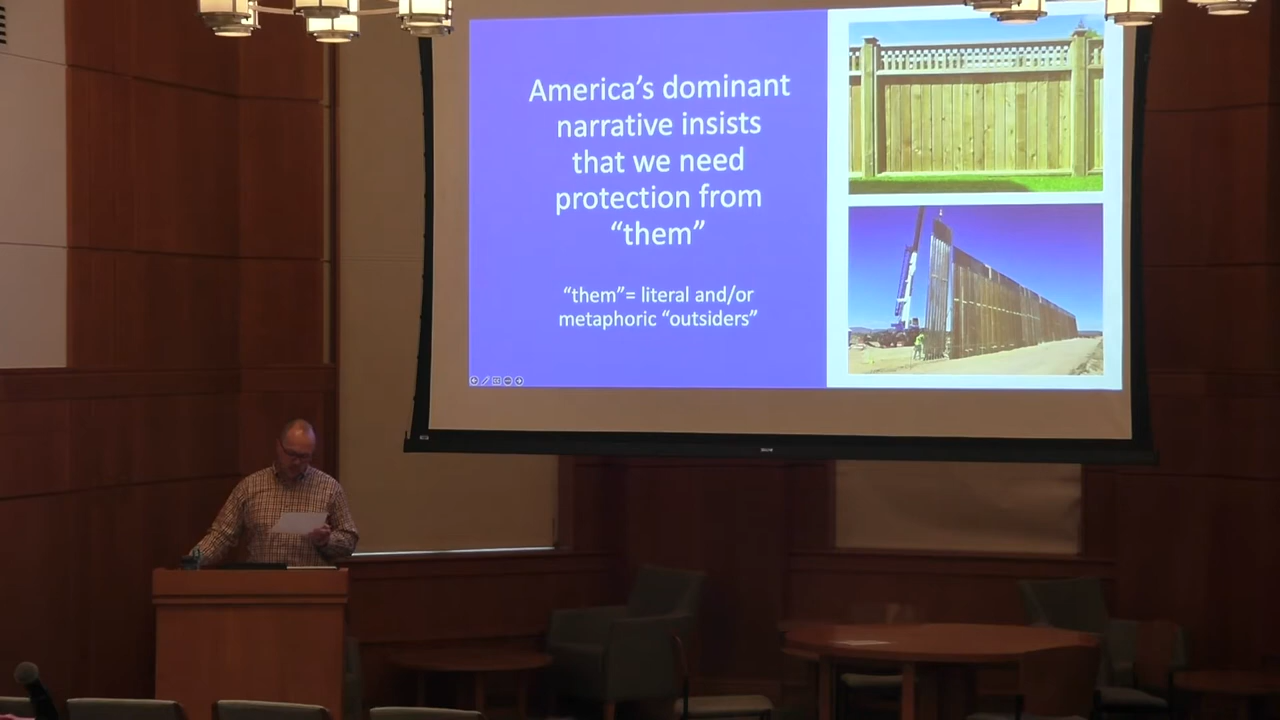 America's dominant
narrative insists
that we need
protection from
“them”
“them”= literal and/or
metaphoric “outsiders”